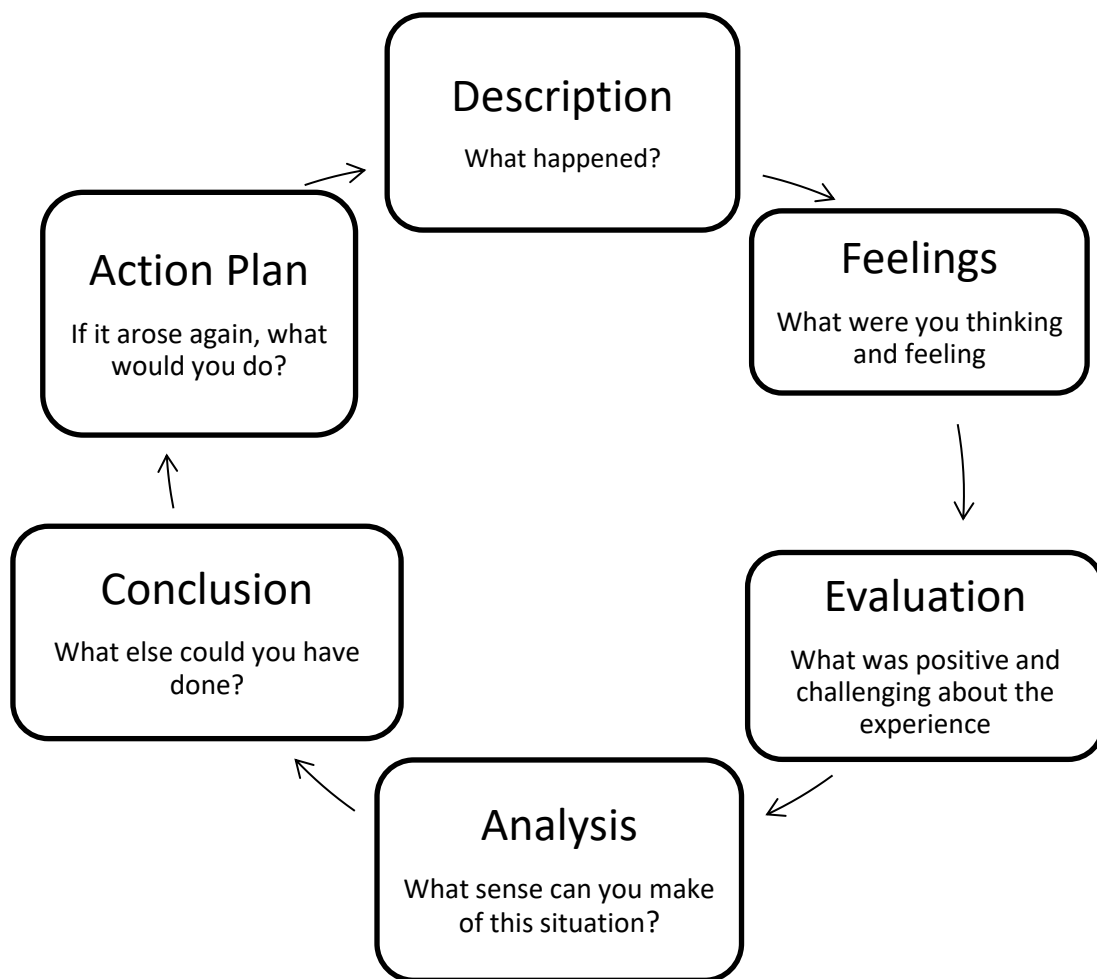 Description
What happened?
Feelings
What were you thinking
and feeling
Evaluation
What was positive and
challenging about the
experience
Analysis
What sense can you make
of this situation?
Conclusion
What else could you have
done?
Action Plan
If it arose again, what
would you do?